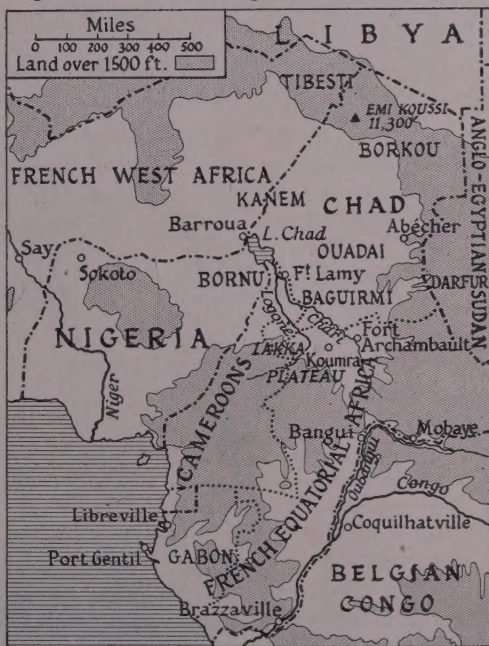 Miles
0 100 200 300 400 500
Land over 1500 ft.
LIBYA
TIBESTI
EMI KOUSSI
11,300'
BORKOU
ANGLO-EGYPTIAN SUDAN
FRENCH WEST AFRICA
KANEM
CHAD
Barroua
L. Chad
Abécher
Say
Sokoto
OUADAI
BORNU
Ft. Lamy
DARFUR
BAGUIRMI
NIGERIA
Logone
Chari
Fort
Archambault
LAKKA
Koumra
PLATEAU
Niger
CAMEROONS
FRENCH EQUATORIAL AFRICA
Bangui
Mobaye
Oubangui
Congo
Libreville
Coquilhatville
Port Gentil
GABON
BELGIAN
CONGO
Brazzaville